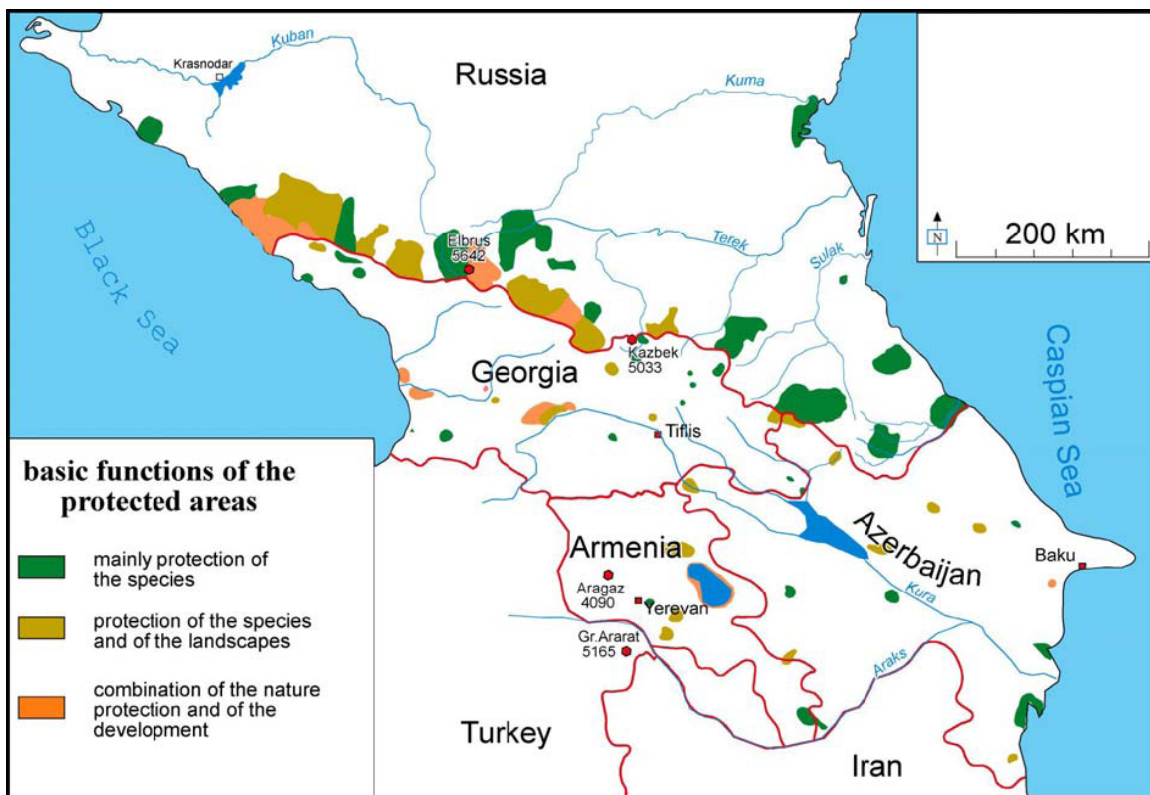 Kuban
Krasnodar
Russia
Kuma
N
200 km
Black Sea
Elbrus
5642
Terek
Sulak
Kazbek
5033
Georgia
Caspian Sea
Tiflis
basic functions of the
protected areas
mainly protection of
the species
protection of the species
and of the landscapes
combination of the nature
protection and of the
development
Armenia
Azerbaijan
Baku
Aragaz
4090
Yerevan
Kura
Gr.Ararat
5165
Araks
Turkey
Iran